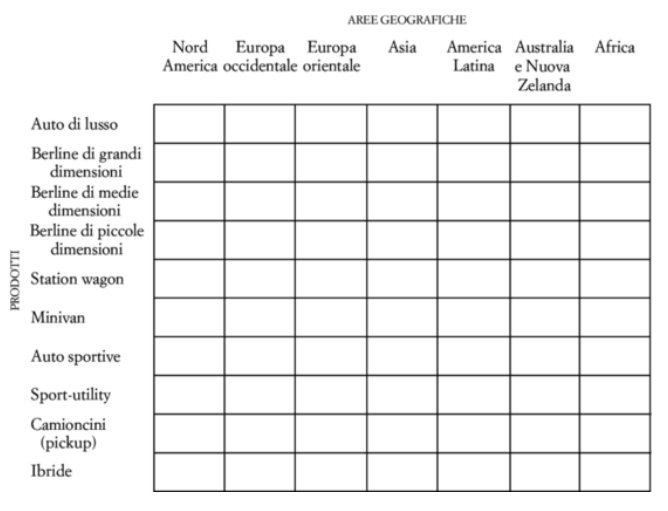 AREE GEOGRAFICHE
Nord Europa Europa Asia America Australia Africa
America occidentale orientale Latina e Nuova
Zelanda
PRODOTTI
Auto di lusso
Berline di grandi
dimensioni
Berline di medie
dimensioni
Berline di piccole
dimensioni
Station wagon
Minivan
Auto sportive
Sport-utility
Camioncini
(pickup)
Ibride